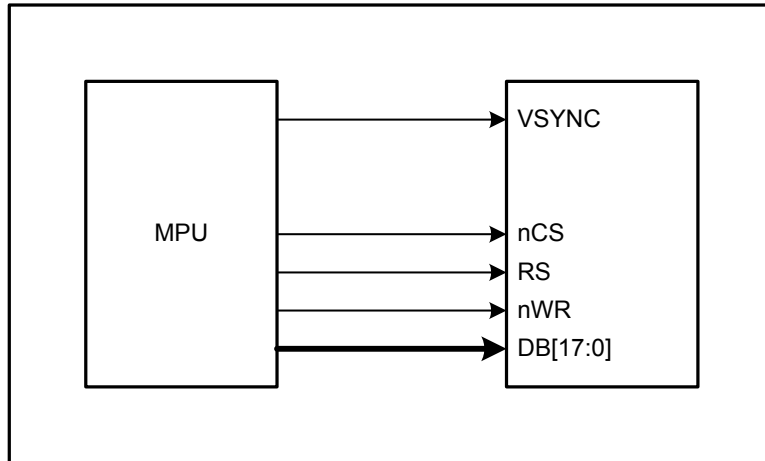 VSYNC
MPU
nCS
RS
nWR
DB[17:0]